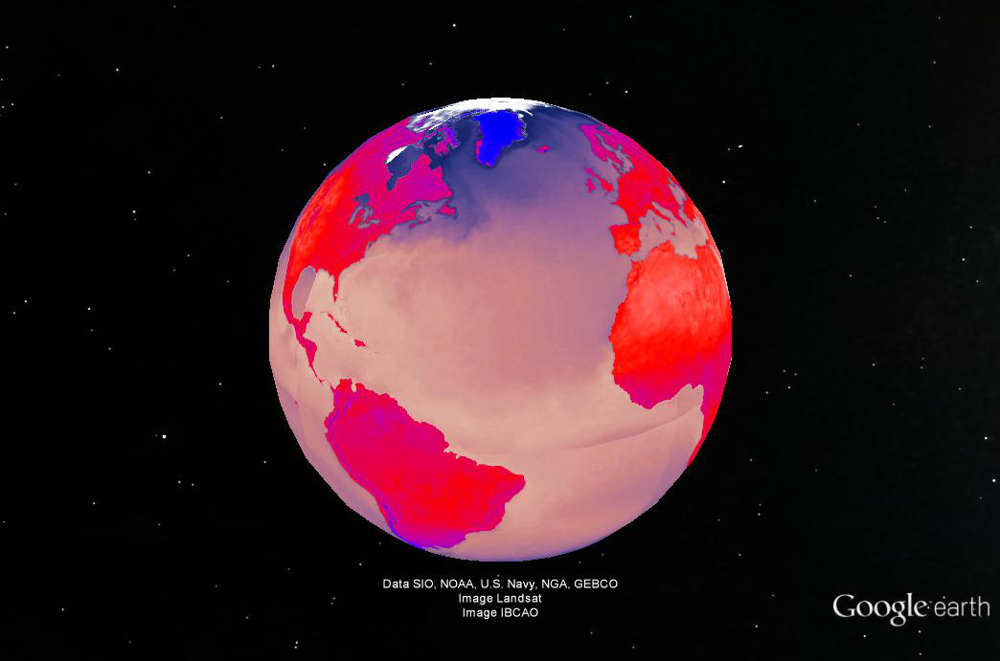 Data SIO, NOAA, U.S. Navy, NGA, GEBCO
Image Landsat
Image IBCAO
Google earth